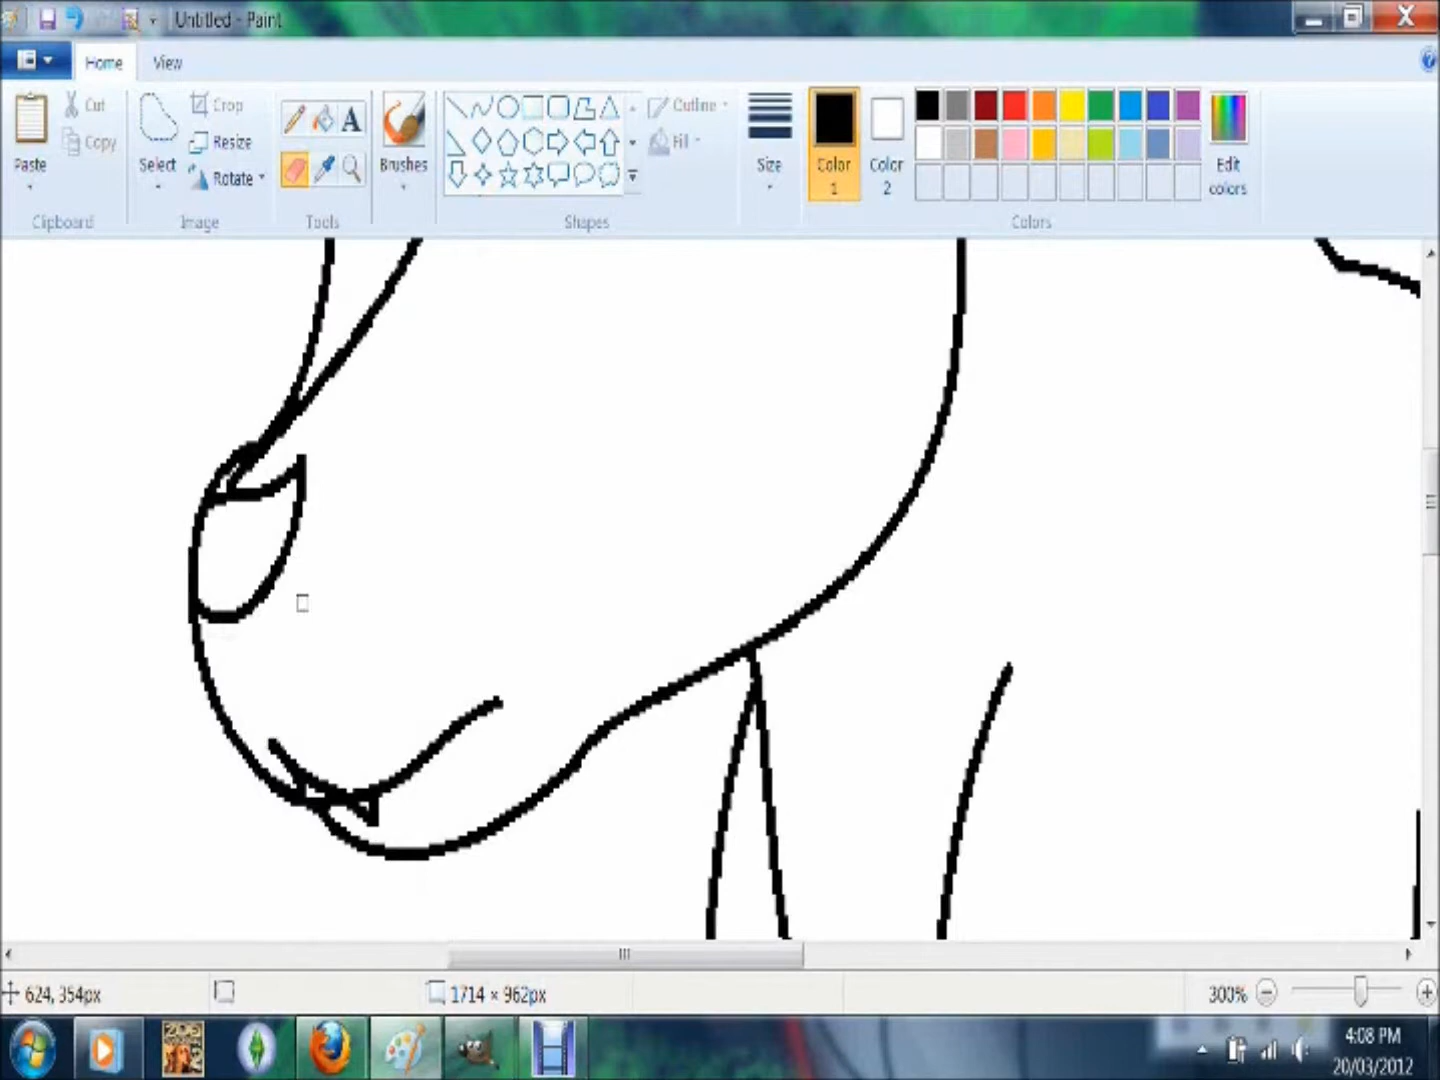 Untitled - Paint
Home View
Cut
Crop
Outline
Copy
Resize
Fill
Paste
Select
Rotate
Brushes
Size
Color 1
Color 2
Edit colors
Clipboard
Image
Tools
Shapes
Colors
A
624, 354px
1714 × 962px
300%
4:08 PM
20/03/2012